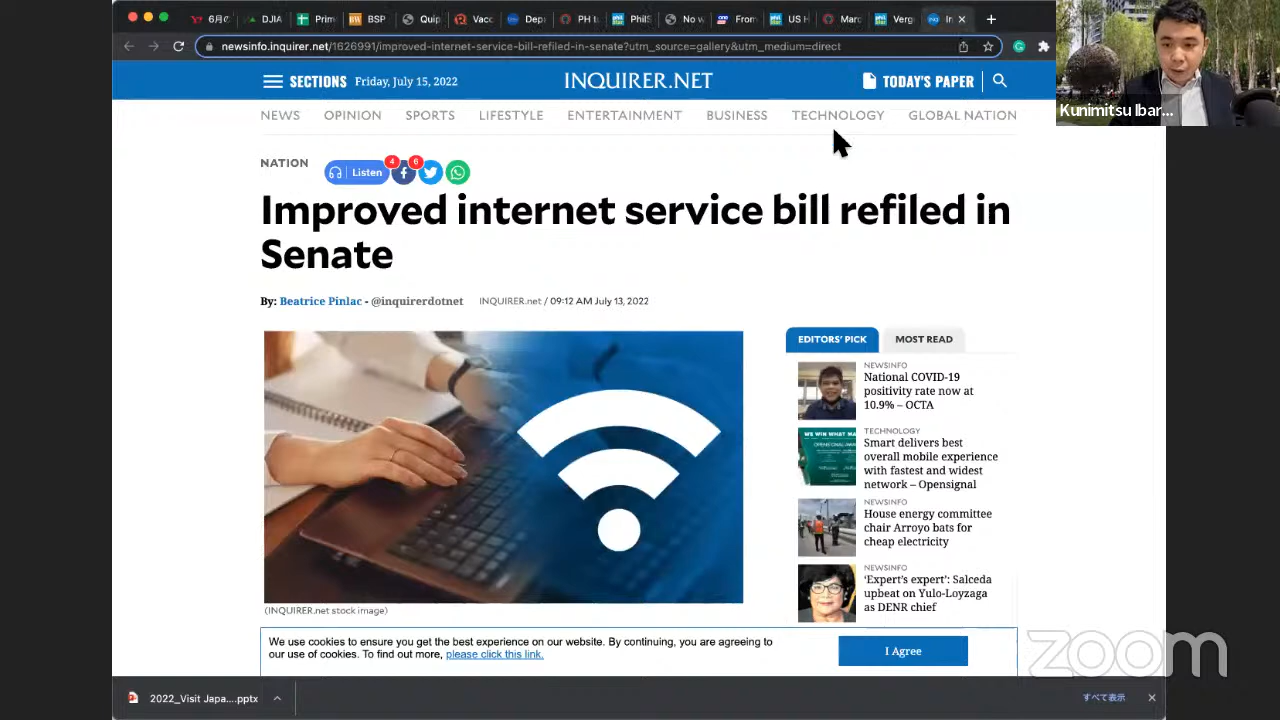 6月の
DJIA
Prime
BSP
Quip
Vacc
Dep
PH I
PhilS
No w
From
US H
Marc
Verg
In
newsinfo.inquirer.net/1626991/improved-internet-service-bill-refiled-in-senate?utm_source=gallery&utm_medium=direct
SECTIONS Friday, July 15, 2022
INQUIRER.NET
TODAY'S PAPER
NEWS OPINION SPORTS LIFESTYLE ENTERTAINMENT BUSINESS TECHNOLOGY GLOBAL NATION
Kunimitsu Ibar...
NATION
Listen
4
6
Improved internet service bill refiled in
Senate
By: Beatrice Pinlac - @inquirerdotnet
INQUIRER.net / 09:12 AM July 13, 2022
(INQUIRER.net stock image)
EDITORS' PICK
MOST READ
NEWSINFO
National COVID-19
positivity rate now at
10.9% – OCTA
TECHNOLOGY
Smart delivers best
overall mobile experience
with fastest and widest
network – Opensignal
NEWSINFO
House energy committee
chair Arroyo bats for
cheap electricity
NEWSINFO
‘Expert’s expert’: Salceda
upbeat on Yulo-Loyzaga
as DENR chief
We use cookies to ensure you get the best experience on our website. By continuing, you are agreeing to
our use of cookies. To find out more, please click this link.
I Agree
zoom
2022_Visit Japa....pptx
すべて表示